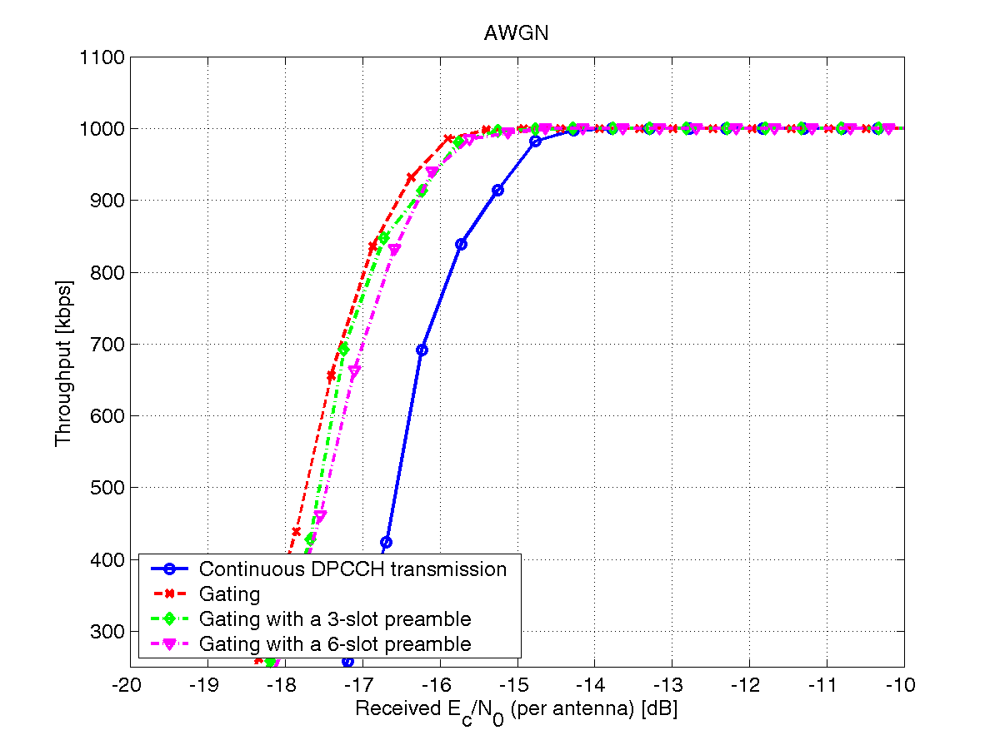 AWGN
1100
1000
900
800
700
600
500
400
300
Throughput [kbps]
Continuous DPCCH transmission
Gating
Gating with a 3-slot preamble
Gating with a 6-slot preamble
-20 -19 -18 -17 -16 -15 -14 -13 -12 -11 -10
Received Ec/N0 (per antenna) [dB]